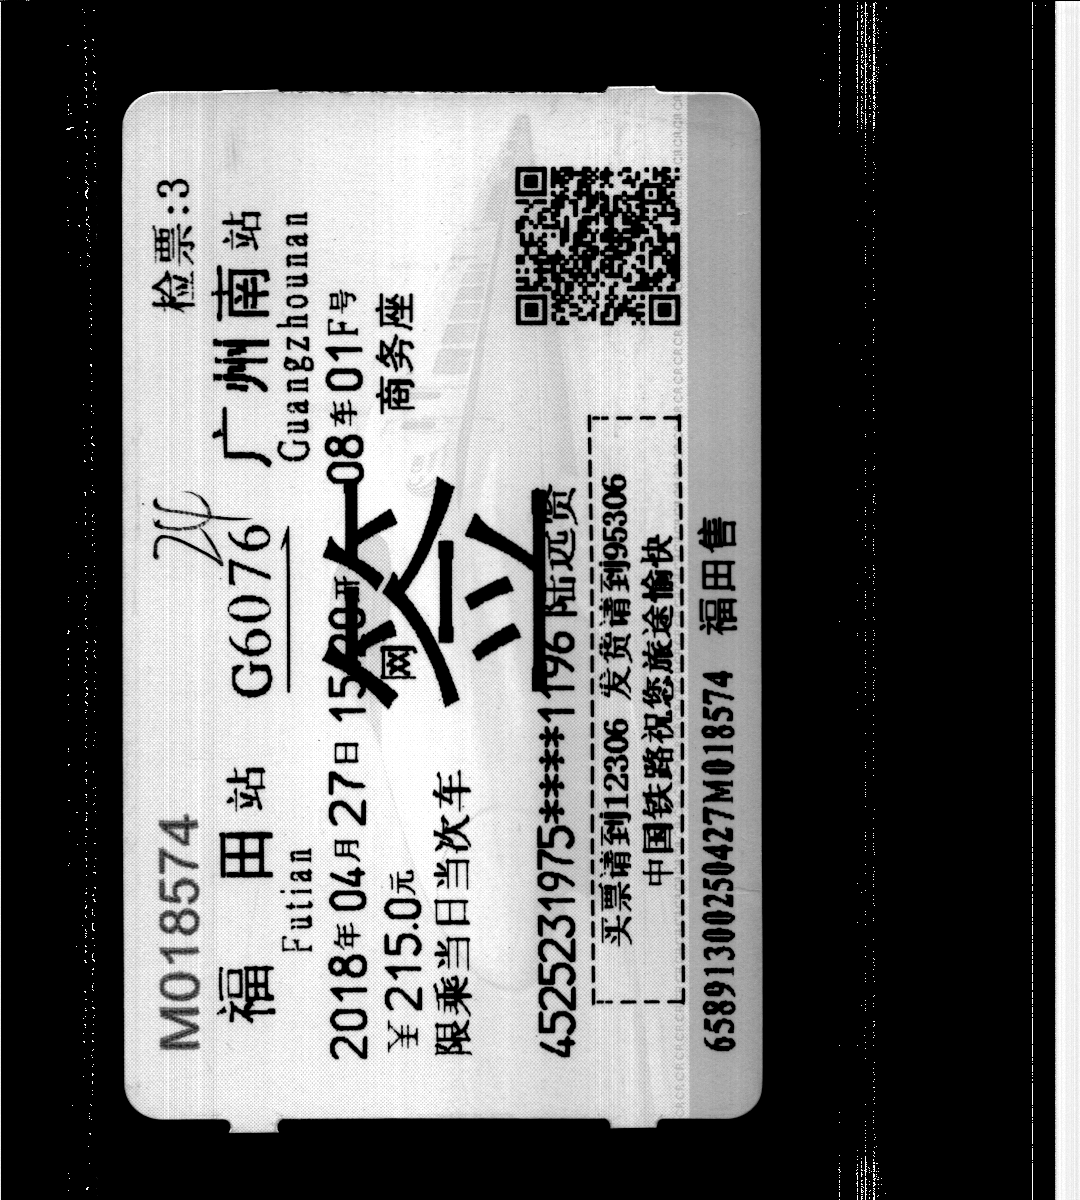 M018574 检票:3
福田站 G6076 广州南站
Futian Guangzhounan
2018年04月27日 开 08车01F号
¥215.0元 网 商务座
限乘当日当次车
签
4525231975****1196 陆远
买票请到12306 发货请到95306
中国铁路祝您旅途愉快
65891300250427M018574 福田售